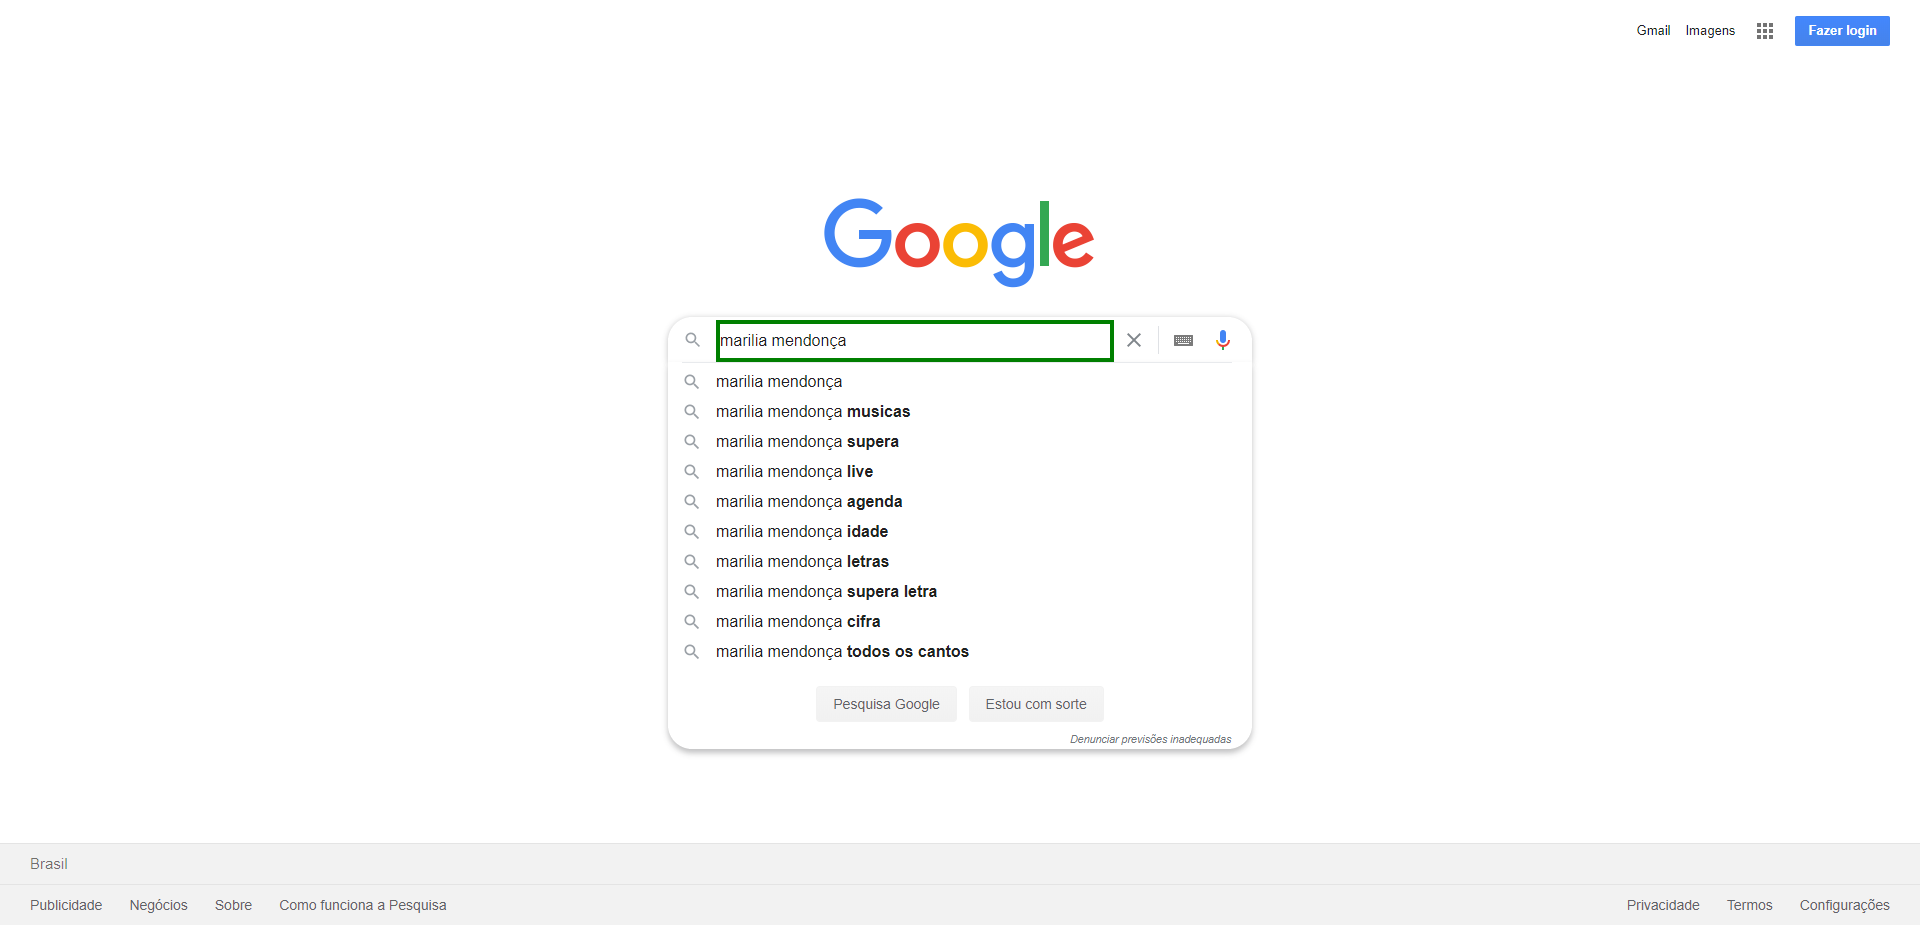 Gmail Imagens Fazer login
Google
marilia mendonça
marilia mendonça
marilia mendonça musicas
marilia mendonça supera
marilia mendonça live
marilia mendonça agenda
marilia mendonça idade
marilia mendonça letras
marilia mendonça supera letra
marilia mendonça cifra
marilia mendonça todos os cantos
Pesquisa Google Estou com sorte
Denunciar previsões inadequadas
Brasil
Publicidade Negócios Sobre Como funciona a Pesquisa Privacidade Termos Configurações